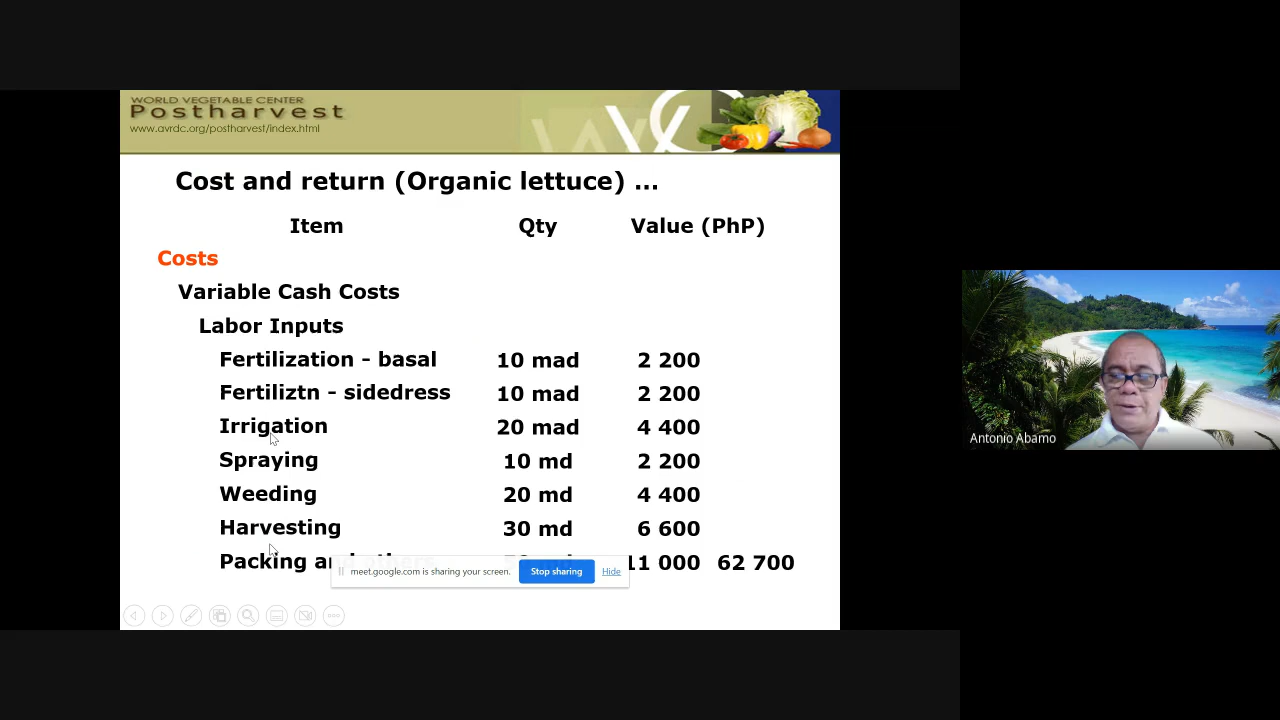 WORLD VEGETABLE CENTER
Postharvest
www.avrdc.org/postharvest/index.html
Cost and return (Organic lettuce) ...
Item Qty Value (PhP)
Costs
Variable Cash Costs
Labor Inputs
Fertilization - basal 10 mad 2 200
Fertiliztn - sidedress 10 mad 2 200
Irrigation 20 mad 4 400
Spraying 10 md 2 200
Weeding 20 md 4 400
Harvesting 30 md 6 600
Packing and others 11 000 62 700
meet.google.com is sharing your screen. Stop sharing Hide
Antonio Abamo